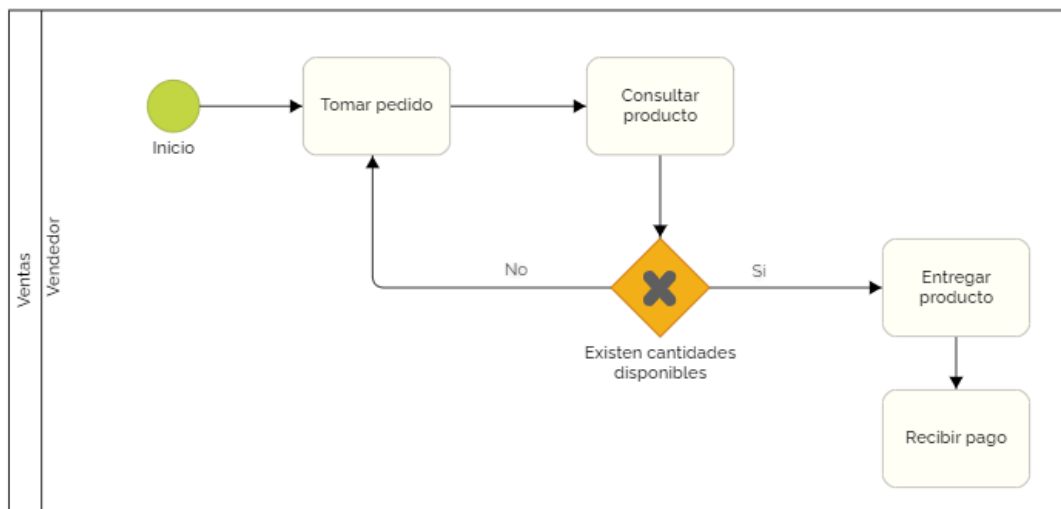 Ventas
Vendedor
Inicio
Tomar pedido
Consultar
producto
No
Si
Existen cantidades
disponibles
Entregar
producto
Recibir pago